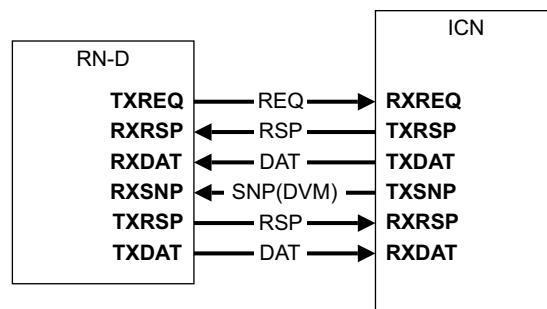 ICN
RN-D
TXREQ REQ RXREQ
RXRSP RSP TXRSP
RXDAT DAT TXDAT
RXSNP SNP(DVM) TXSNP
TXRSP RSP RXRSP
TXDAT DAT RXDAT